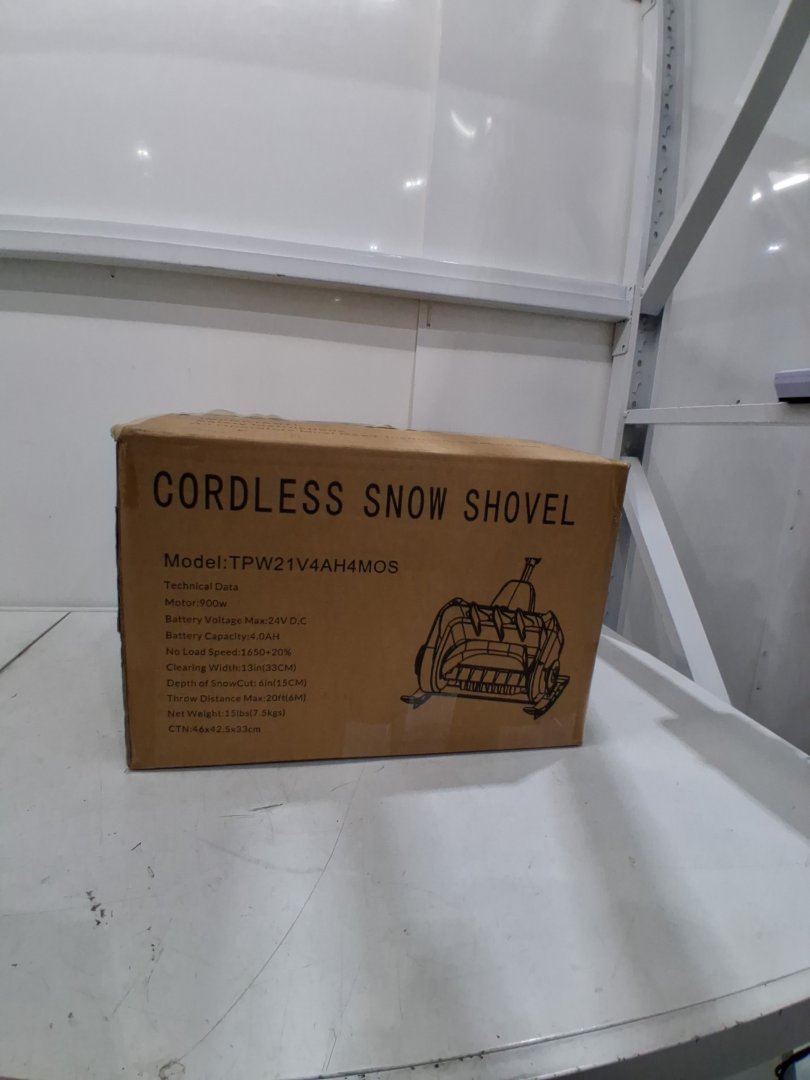 CORDLESS SNOW SHOVEL
Model:TPW21V4AH4MOS
Technical Data
Motor:900w
Battery Voltage Max:24V D.C
Battery Capacity:4.0AH
No Load Speed:1650+20%
Clearing Width:13in(33CM)
Depth of SnowCut: 6in(15CM)
Throw Distance Max:20ft(6M)
Net Weight:15lbs(7.5kgs)
CTN:46x42.5x33cm